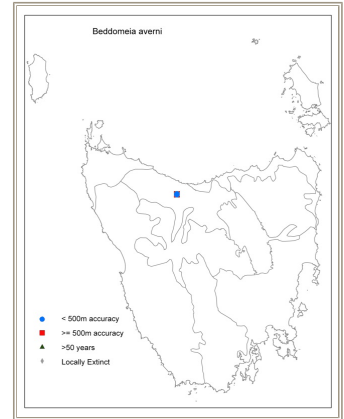 Beddomeia averni
< 500m accuracy
>= 500m accuracy
>50 years
Locally Extinct